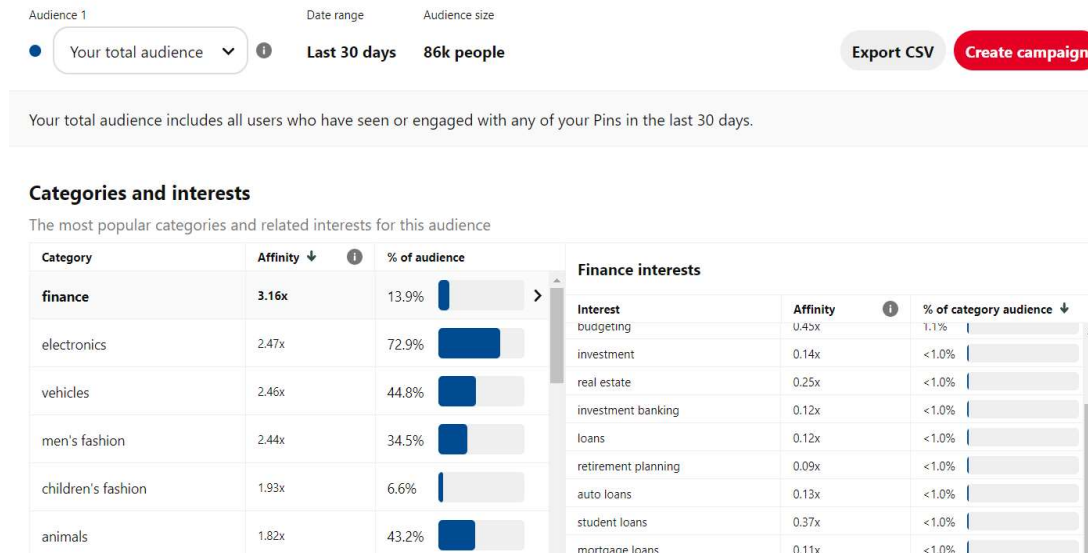 Audience 1 Date range Audience size
Your total audience Last 30 days 86k people Export CSV Create campaign
Your total audience includes all users who have seen or engaged with any of your Pins in the last 30 days.
Categories and interests
The most popular categories and related interests for this audience
Category Affinity % of audience
finance 3.16x 13.9%
electronics 2.47x 72.9%
vehicles 2.46x 44.8%
men's fashion 2.44x 34.5%
children's fashion 1.93x 6.6%
animals 1.82x 43.2%
Finance interests
Interest Affinity % of category audience
budgeting 0.45x 1.1%
investment 0.14x <1.0%
real estate 0.25x <1.0%
investment banking 0.12x <1.0%
loans 0.12x <1.0%
retirement planning 0.09x <1.0%
auto loans 0.13x <1.0%
student loans 0.37x <1.0%
mortgage loans 0.11x <1.0%